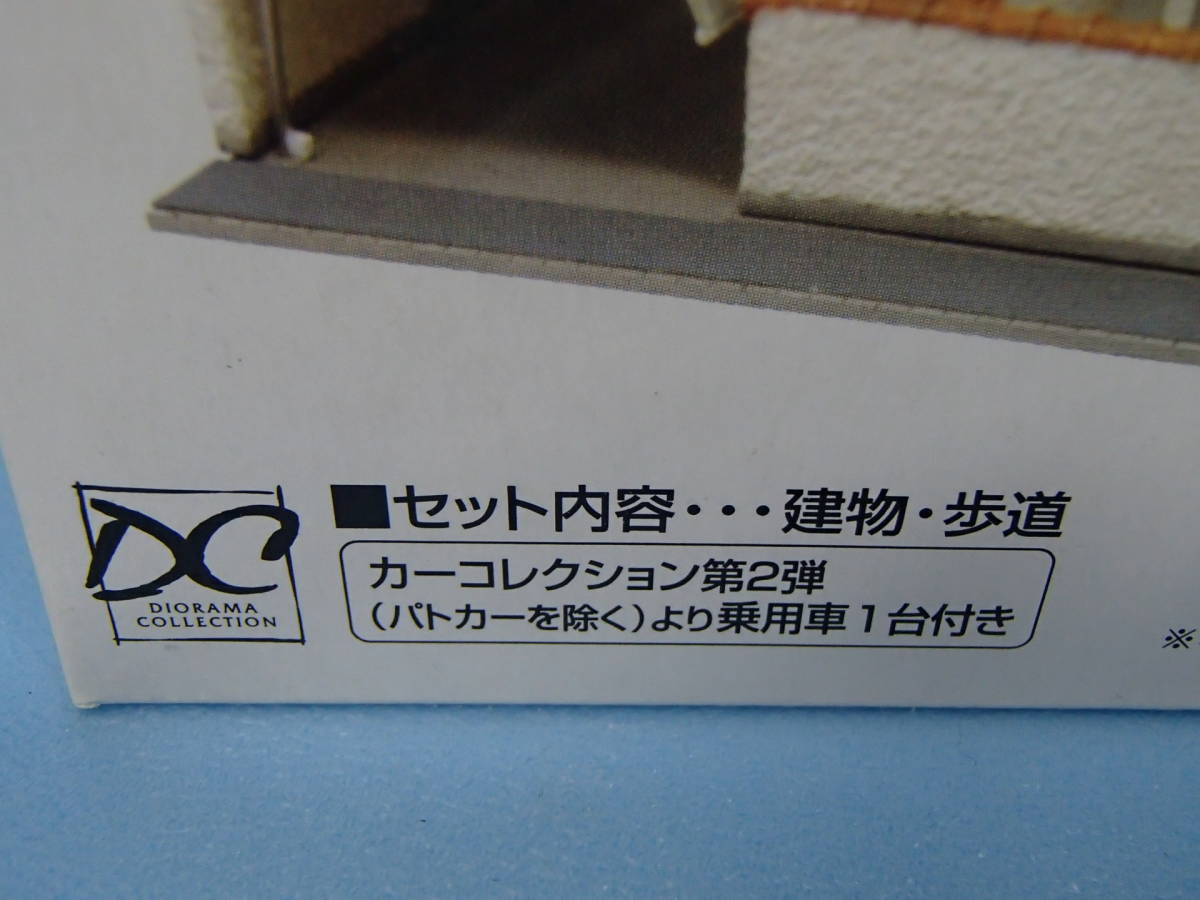 ■セット内容・・・建物・歩道
カーコレクション第2弾
(パトカーを除く)より乗用車1台付き
DC
DIORAMA
COLLECTION
※